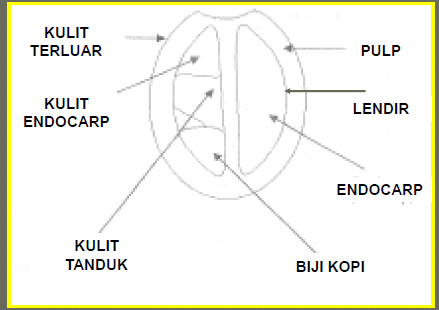 KULIT
TERLUAR
PULP
KULIT
ENDOCARP
LENDIR
ENDOCARP
KULIT
TANDUK
BIJI KOPI